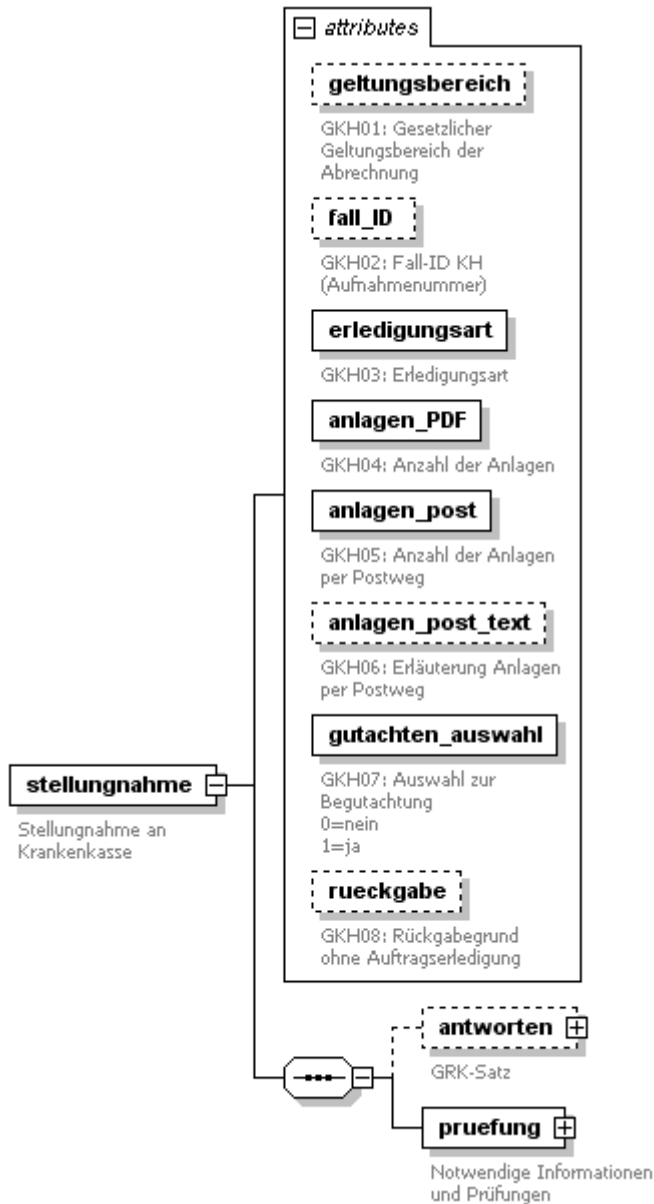 attributes
geltungsbereich
GKH01: Gesetzlicher
Geltungsbereich der
Abrechnung
fall_ID
GKH02: Fall-ID KH
(Aufnahmenummer)
erledigungsart
GKH03: Erledigungsart
anlagen_PDF
GKH04: Anzahl der Anlagen
anlagen_post
GKH05: Anzahl der Anlagen
per Postweg
anlagen_post_text
GKH06: Erläuterung Anlagen
per Postweg
gutachten_auswahl
GKH07: Auswahl zur
Begutachtung
0=nein
1=ja
rueckgabe
GKH08: Rückgabegrund
ohne Auftragserledigung
stellungnahme
Stellungnahme an
Krankenkasse
antworten
GRK-Satz
pruefung
Notwendige Informationen
und Prüfungen